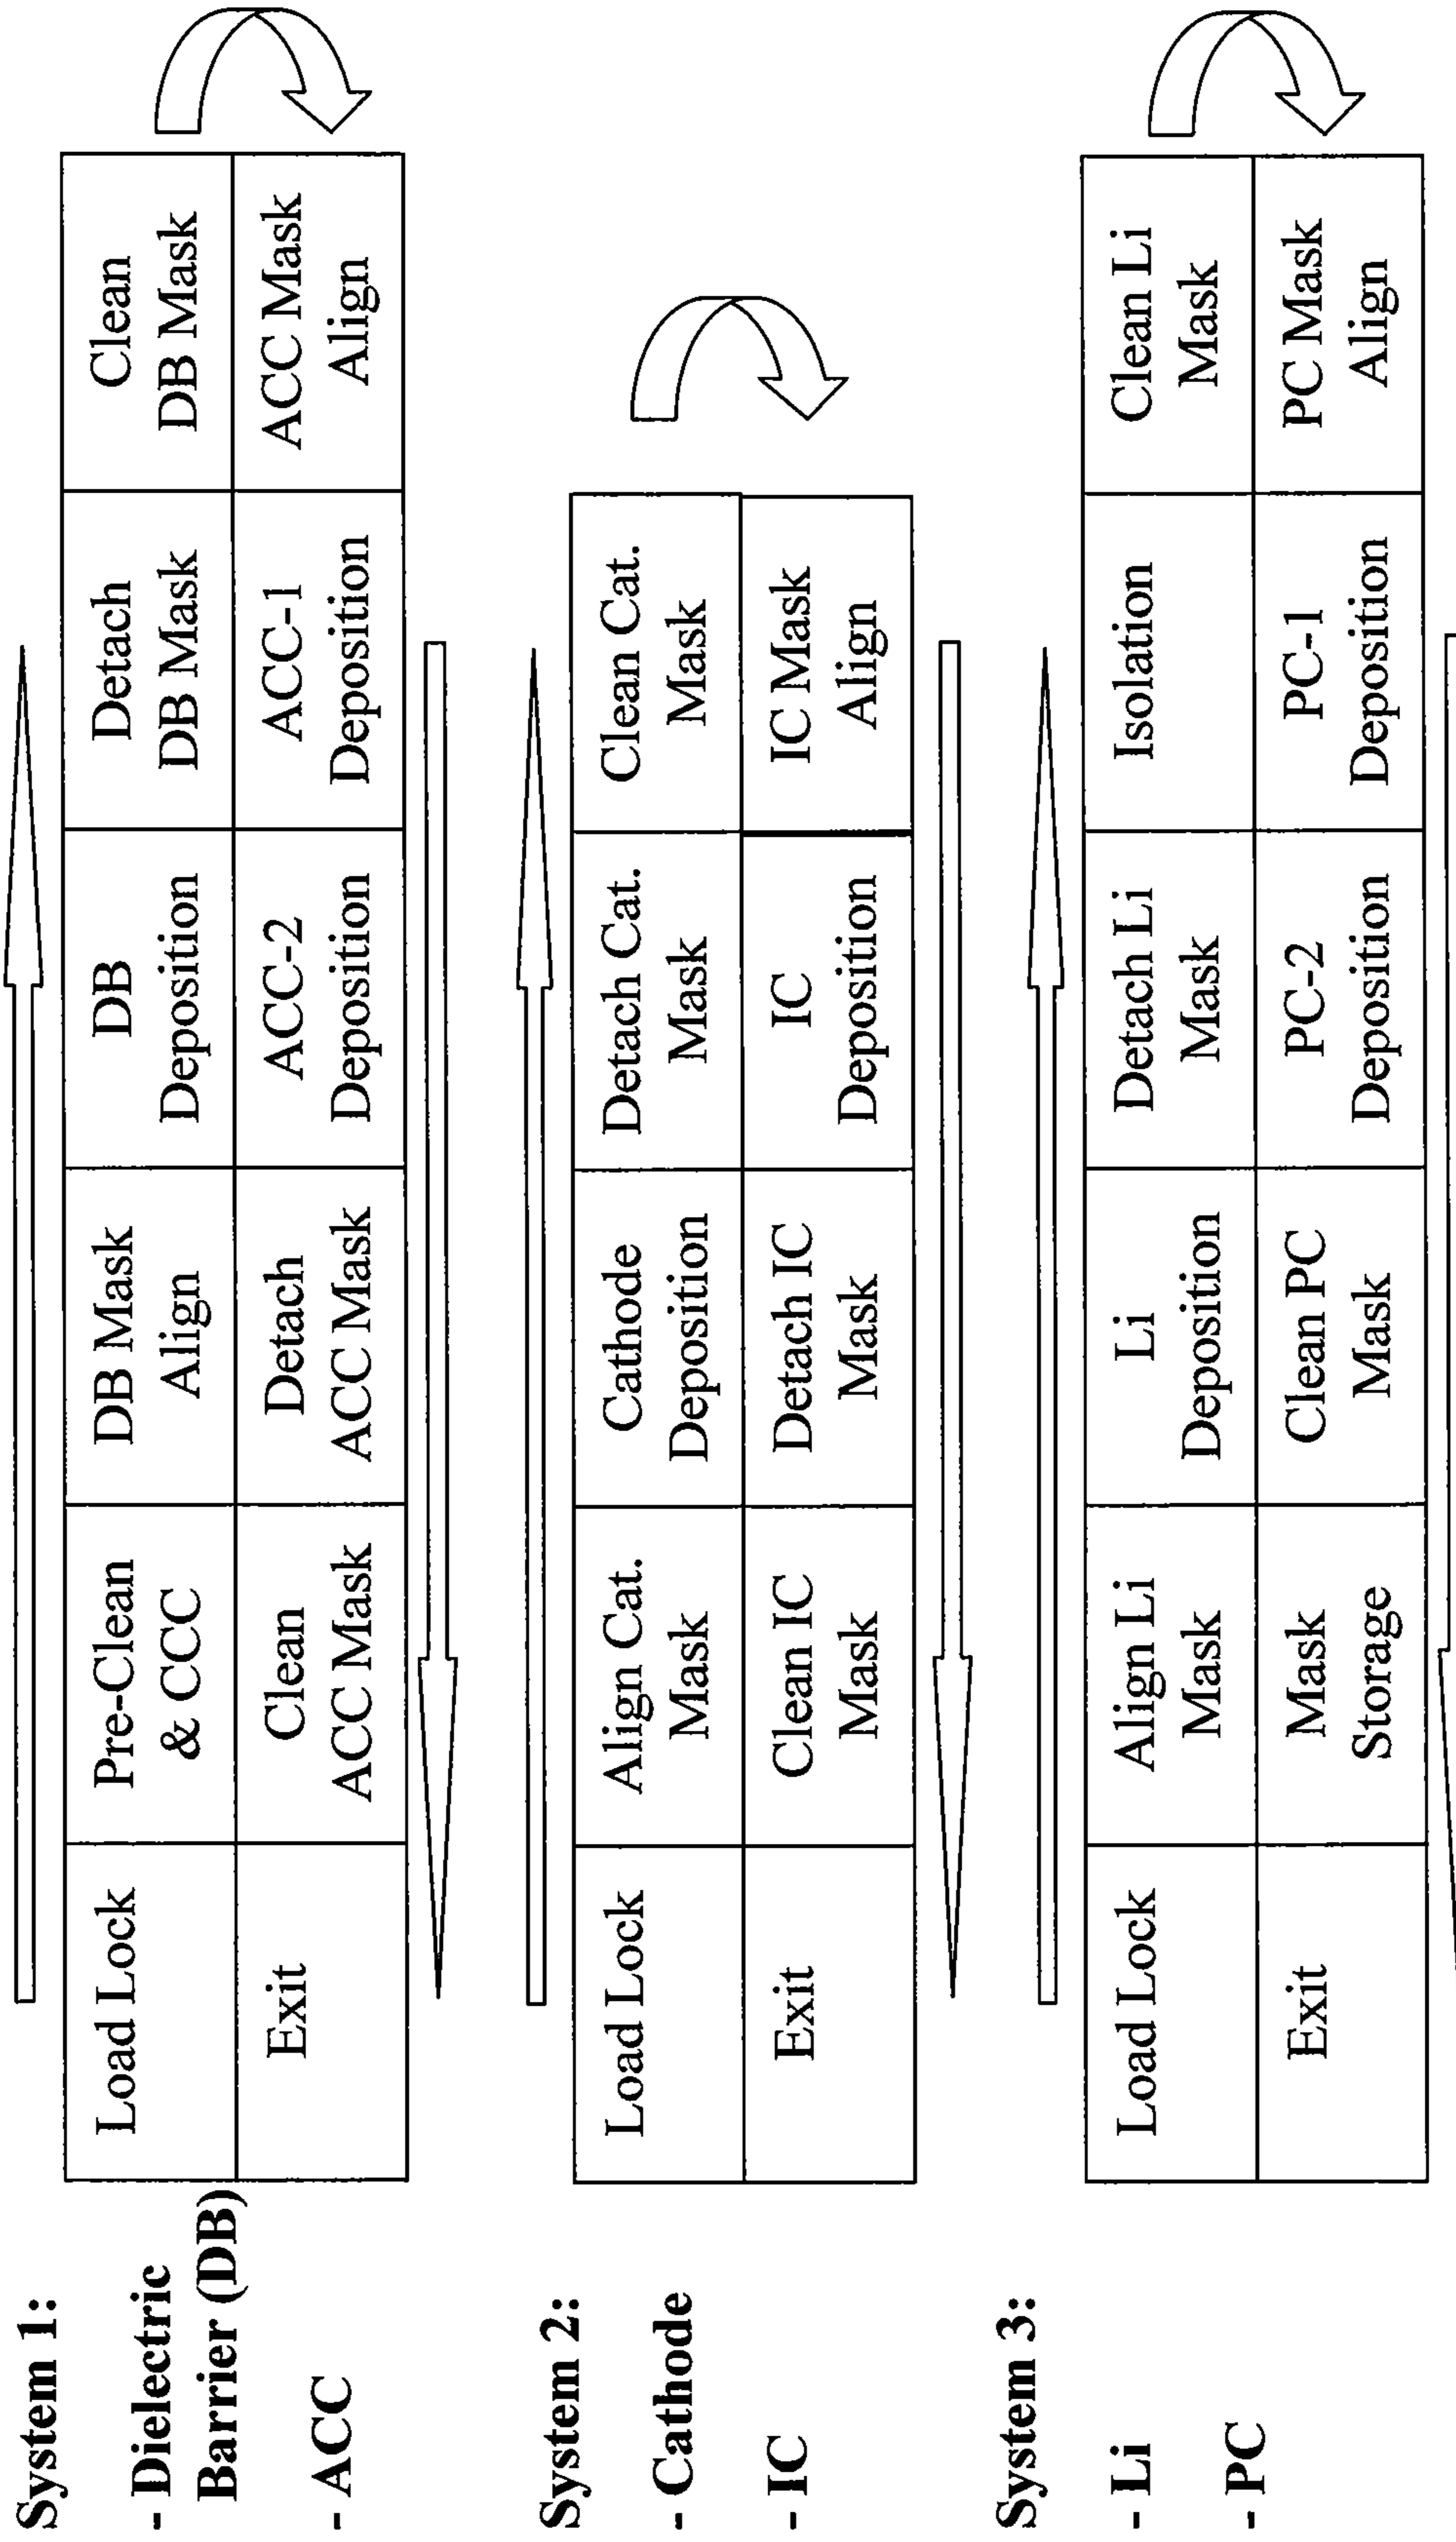 System 1:
- Dielectric
Barrier (DB)
- ACC
Load Lock
Pre-Clean
& CCC
DB Mask
Align
DB
Deposition
Detach
DB Mask
Clean
DB Mask
Exit
Clean
ACC Mask
Detach
ACC Mask
ACC-2
Deposition
ACC-1
Deposition
ACC Mask
Align
System 2:
- Cathode
- IC
Load Lock
Align Cat.
Mask
Cathode
Deposition
Detach Cat.
Mask
Clean Cat.
Mask
Exit
Clean IC
Mask
Detach IC
Mask
IC
Deposition
IC Mask
Align
System 3:
- Li
- PC
Load Lock
Align Li
Mask
Li
Deposition
Detach Li
Mask
Isolation
Clean Li
Mask
Exit
Mask
Storage
Clean PC
Mask
PC-2
Deposition
PC-1
Deposition
PC Mask
Align